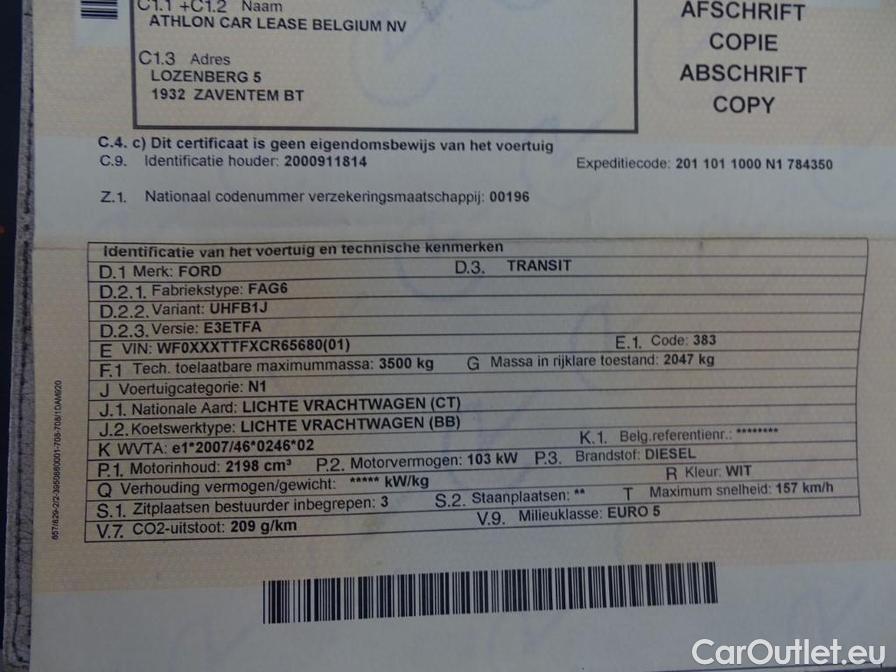 C1.1 +C1.2 Naam
ATHLON CAR LEASE BELGIUM NV
C1.3 Adres
LOZENBERG 5
1932 ZAVENTEM BT
AFSCHRIFT
COPIE
ABSCHRIFT
COPY
C.4. c) Dit certificaat is geen eigendomsbewijs van het voertuig
C.9. Identificatie houder: 2000911814
Expeditiecode: 201 101 1000 N1 784350
Z.1. Nationaal codenummer verzekeringsmaatschappij: 00196
Identificatie van het voertuig en technische kenmerken
D.1 Merk: FORD D.3. TRANSIT
D.2.1. Fabriekstype: FAG6
D.2.2. Variant: UHFB1J
D.2.3. Versie: E3ETFA
E VIN: WF0XXXTTFXCR65680(01) E.1. Code: 383
F.1 Tech. toelaatbare maximummassa: 3500 kg G Massa in rijklare toestand: 2047 kg
J Voertuigcategorie: N1
J.1. Nationale Aard: LICHTE VRACHTWAGEN (CT)
J.2. Koetswerktype: LICHTE VRACHTWAGEN (BB)
K WVTA: e1*2007/46*0246*02 K.1. Belg.referentienr.: ********
P.1. Motorinhoud: 2198 cm³ P.2. Motorvermogen: 103 kW P.3. Brandstof: DIESEL
Q Verhouding vermogen/gewicht: ***** kW/kg R Kleur: WIT
S.1. Zitplaatsen bestuurder inbegrepen: 3 S.2. Staanplaatsen: ** T Maximum snelheid: 157 km/h
V.7. CO2-uitstoot: 209 g/km V.9. Milieuklasse: EURO 5
CarOutlet.eu